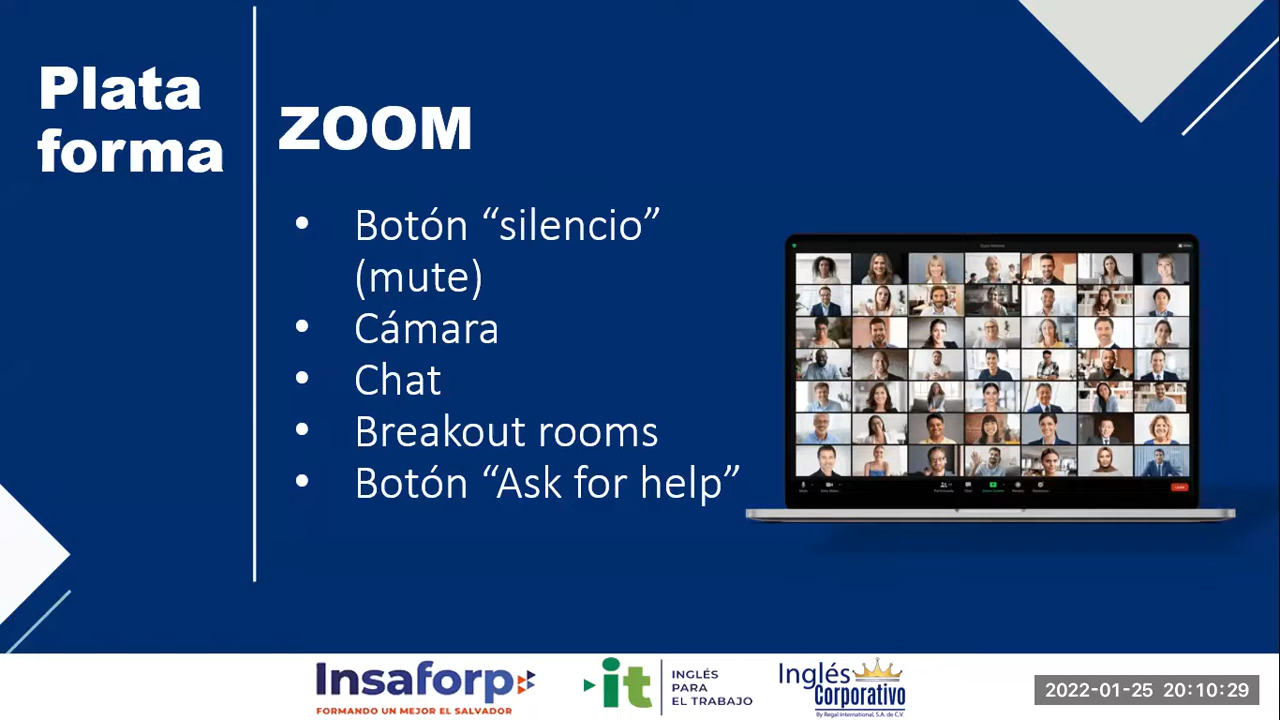 Plata
forma
ZOOM
• Botón “silencio”
(mute)
• Cámara
• Chat
• Breakout rooms
• Botón “Ask for help”
Insaforp
FORMANDO UN MEJOR EL SALVADOR
it
INGLÉS
PARA
EL TRABAJO
Inglés
Corporativo
By Regal International, S.A. de C.V.
2022-01-25 20:10:29